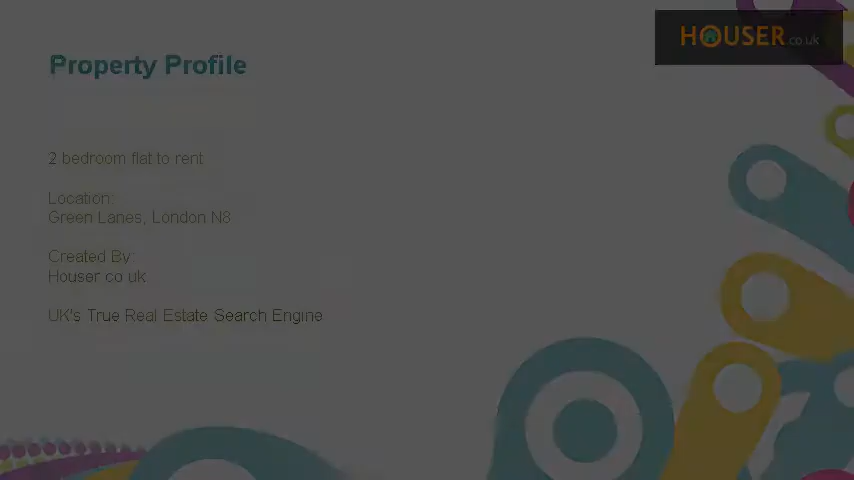 HOUSER.co.uk
Property Profile
2 bedroom flat to rent
Location:
Green Lanes, London N8
Created By:
Houser.co.uk
UK's True Real Estate Search Engine